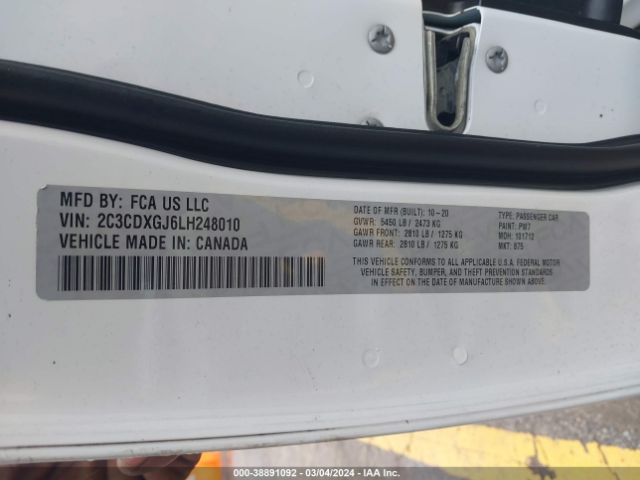 MFD BY: FCA US LLC
VIN: 2C3CDXGJ6LH248010
VEHICLE MADE IN: CANADA
DATE OF MFR (BUILT): 10-20
GVWR: 5450 LB / 2473 KG
GAWR FRONT: 2810 LB / 1275 KG
GAWR REAR: 2810 LB / 1275 KG
TYPE: PASSENGER CAR
PAINT: PW7
MDH: 101712
MKT: 875
THIS VEHICLE CONFORMS TO ALL APPLICABLE U.S.A. FEDERAL MOTOR
VEHICLE SAFETY, BUMPER, AND THEFT PREVENTION STANDARDS
IN EFFECT ON THE DATE OF MANUFACTURE SHOWN ABOVE.
000-38891092 - 03/04/2024 - IAA Inc.